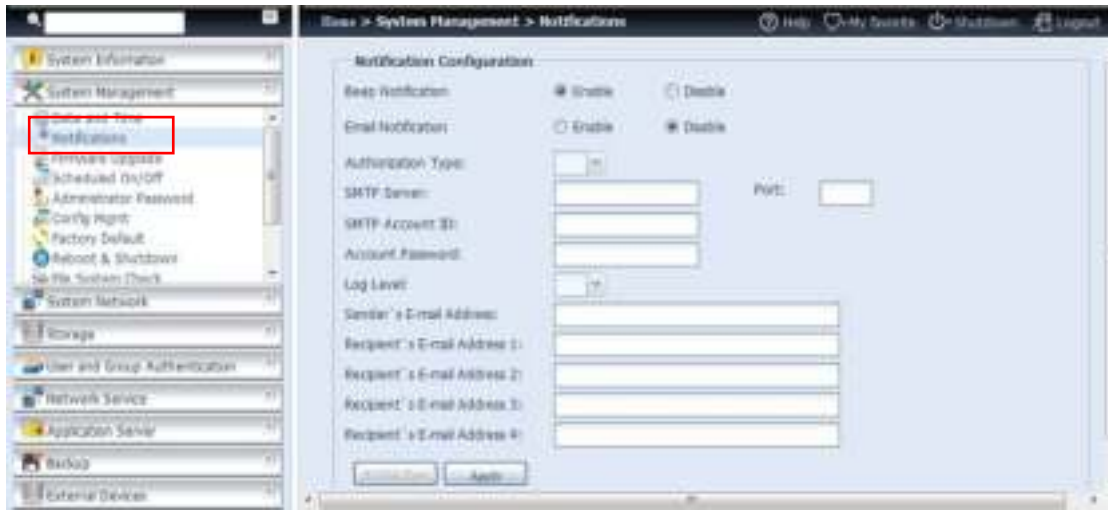 Home > System Management > Notifications
Help
My favorite
Shutdown
Logout
System Information
System Management
Date and Time
Notifications
Firmware Upgrade
Scheduled On/Off
Administrator Password
Config Mgmt
Factory Default
Reboot & Shutdown
File System Check
System Network
Storage
User and Group Authentication
Network Service
Application Server
Backup
External Devices
Notification Configuration
Beep Notification Enable Disable
Email Notification Enable Disable
Authorization Type:
SMTP Server: Port:
SMTP Account ID:
Account Password:
Log Level:
Sender's E-mail Address:
Recipient's E-mail Address 1:
Recipient's E-mail Address 2:
Recipient's E-mail Address 3:
Recipient's E-mail Address 4:
Apply